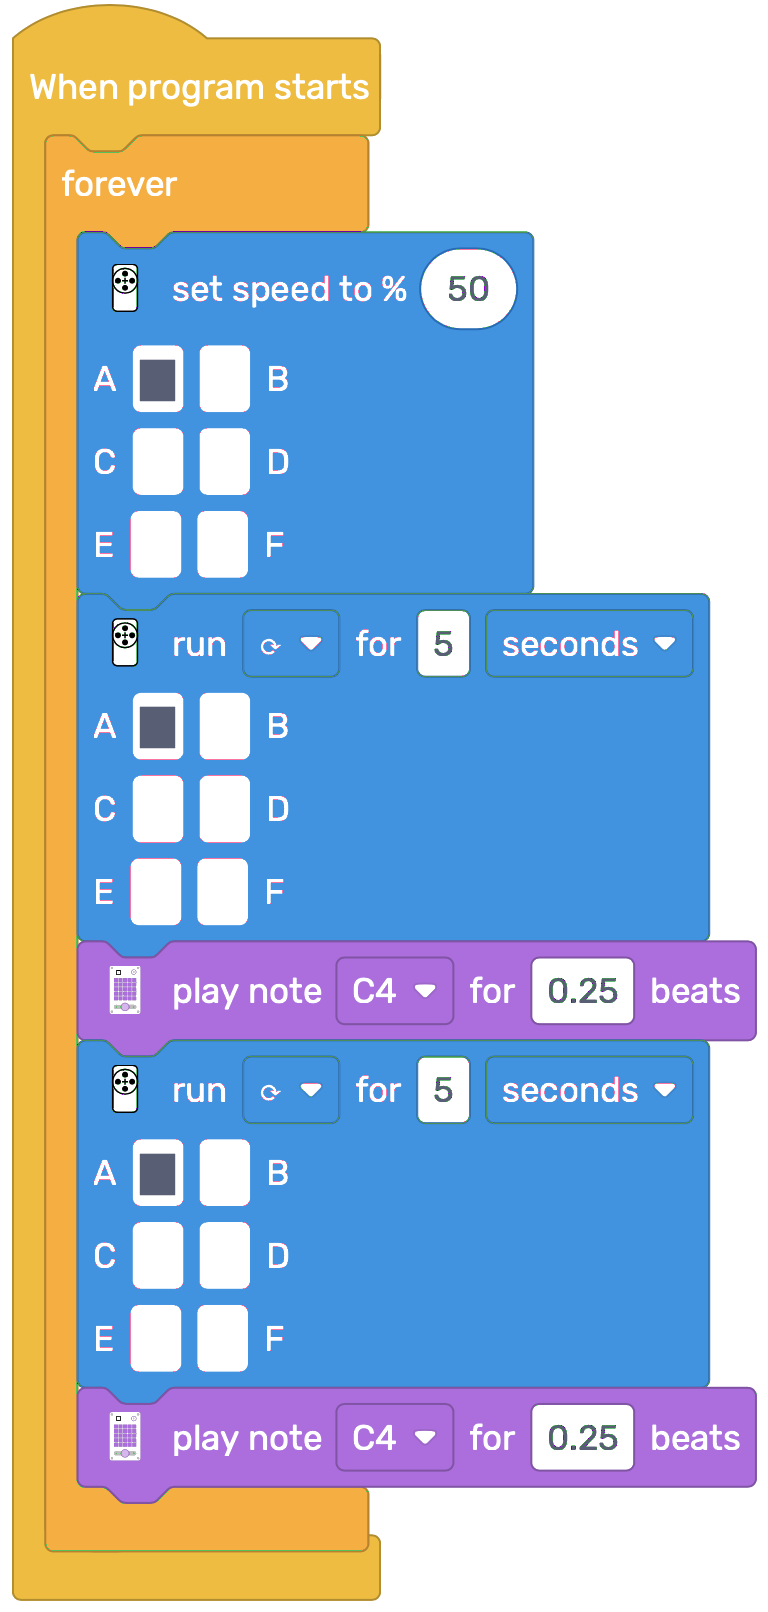 When program starts
forever
set speed to % 50
A B
C D
E F
run ⟳ for 5 seconds
A B
C D
E F
play note C4 for 0.25 beats
run ⟳ for 5 seconds
A B
C D
E F
play note C4 for 0.25 beats